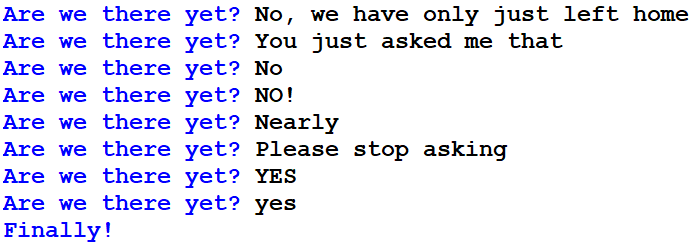 Are we there yet? No, we have only just left home
Are we there yet? You just asked me that
Are we there yet? No
Are we there yet? NO!
Are we there yet? Nearly
Are we there yet? Please stop asking
Are we there yet? YES
Are we there yet? yes
Finally!